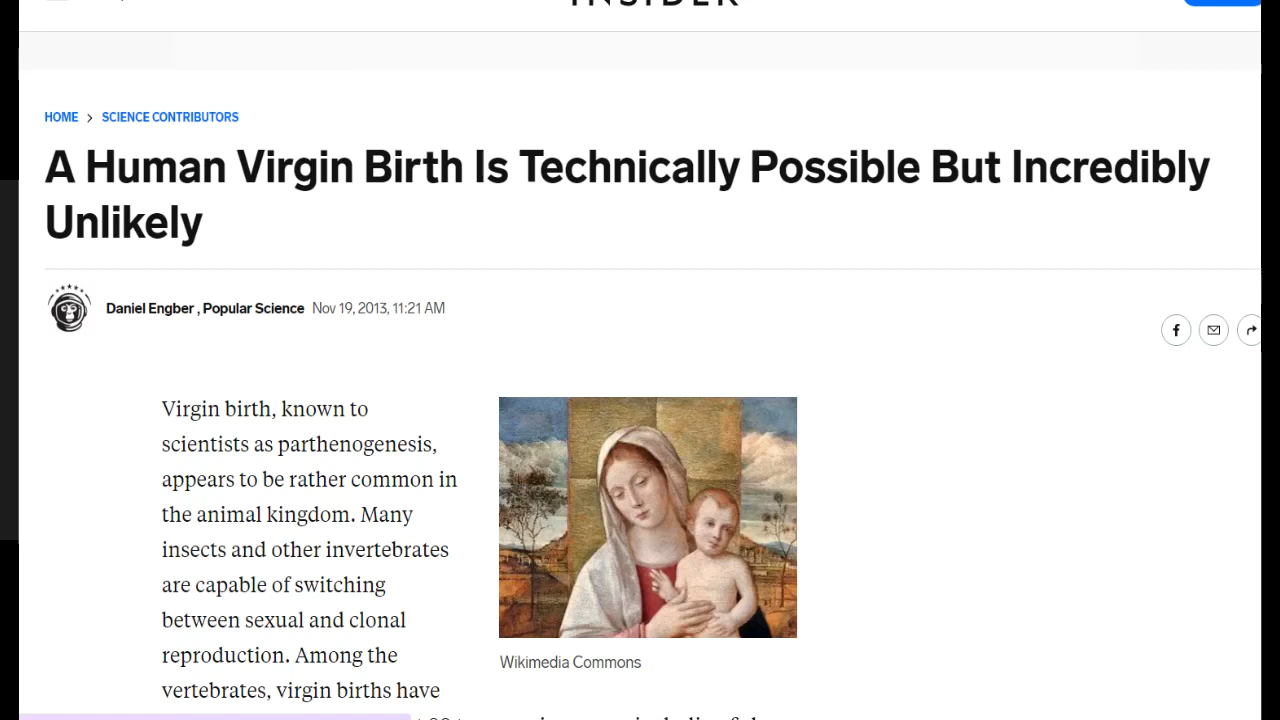 INSIDER
HOME > SCIENCE CONTRIBUTORS
A Human Virgin Birth Is Technically Possible But Incredibly
Unlikely
Daniel Engber , Popular Science Nov 19, 2013, 11:21 AM
Virgin birth, known to
scientists as parthenogenesis,
appears to be rather common in
the animal kingdom. Many
insects and other invertebrates
are capable of switching
between sexual and clonal
reproduction. Among the
vertebrates, virgin births have
Wikimedia Commons